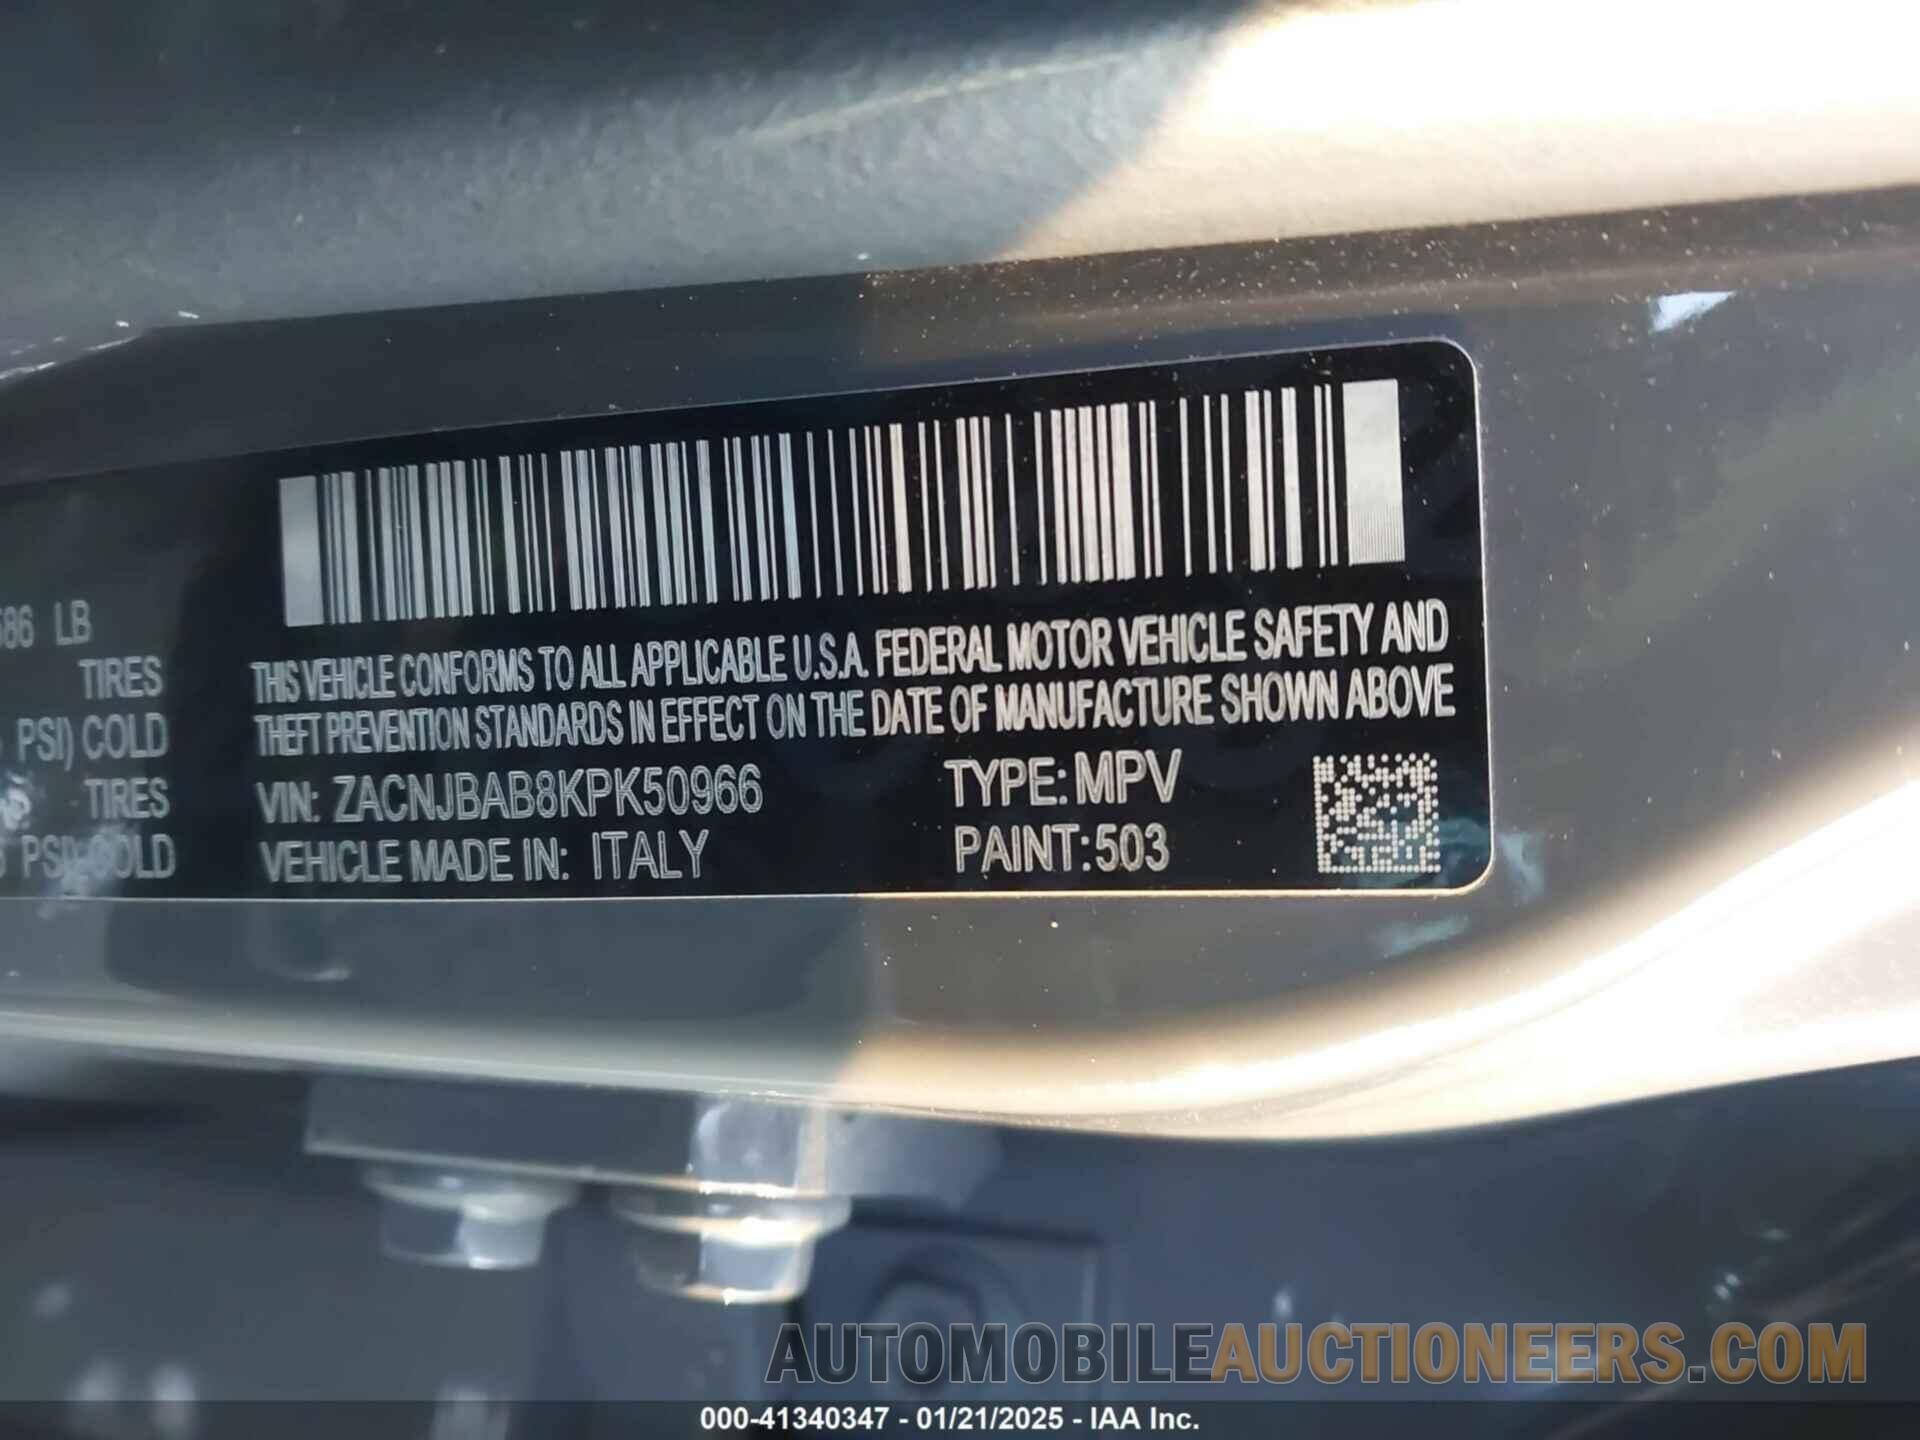 LB
TIRES
PSI) COLD
TIRES
PSI) COLD
THIS VEHICLE CONFORMS TO ALL APPLICABLE U.S.A. FEDERAL MOTOR VEHICLE SAFETY AND
THEFT PREVENTION STANDARDS IN EFFECT ON THE DATE OF MANUFACTURE SHOWN ABOVE
VIN: ZACNJBAB8KPK50966 TYPE: MPV
VEHICLE MADE IN: ITALY PAINT: 503
AUTOMOBILEAUCTIONEERS.COM
000-41340347 - 01/21/2025 - IAA Inc.